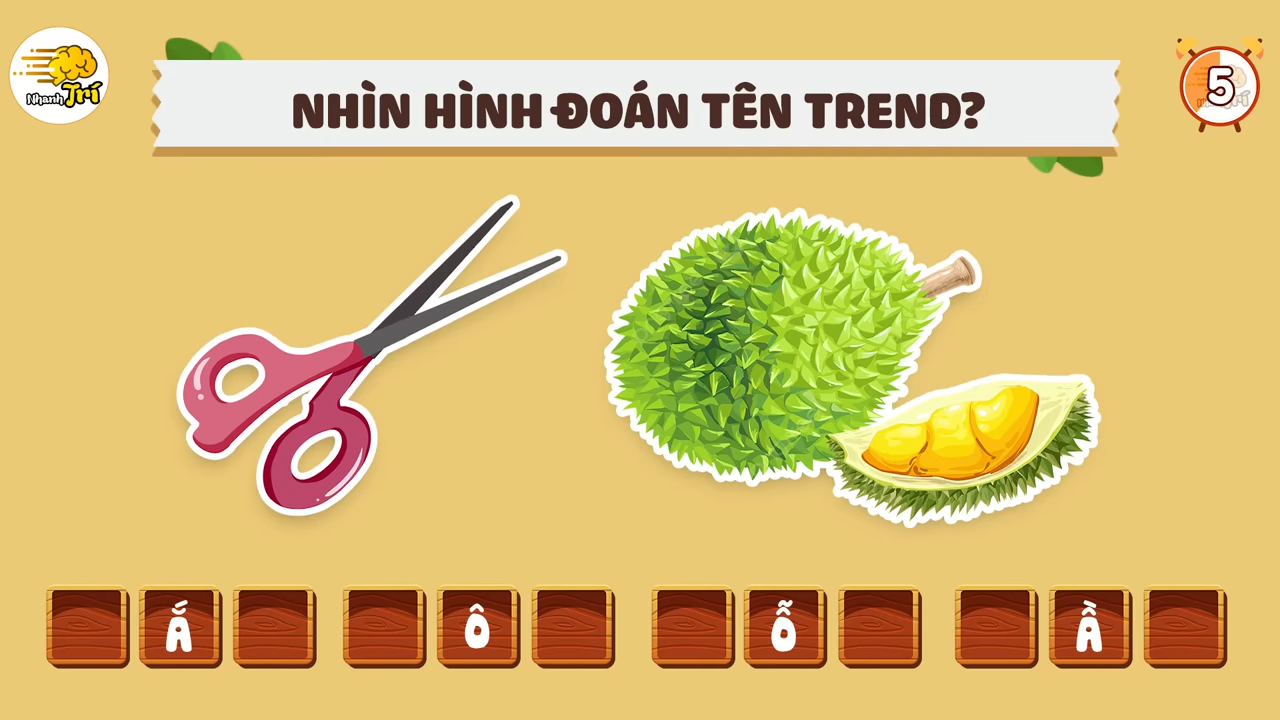 Nhanh Trí
NHÌN HÌNH ĐOÁN TÊN TREND?
5
Ấ Ô Ỗ Ầ